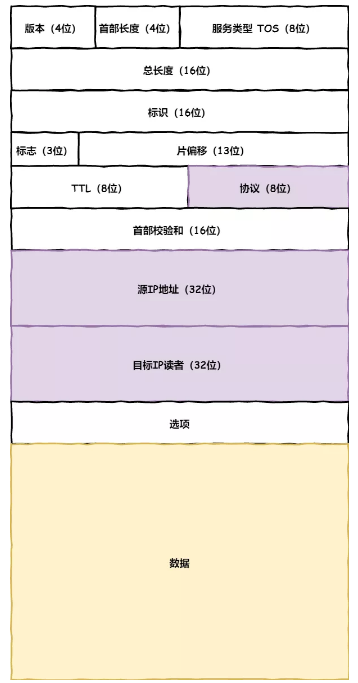 版本（4位） 首部长度（4位） 服务类型 TOS（8位）
总长度（16位）
标识（16位）
标志（3位） 片偏移（13位）
TTL（8位） 协议（8位）
首部校验和（16位）
源IP地址（32位）
目标IP读者（32位）
选项
数据